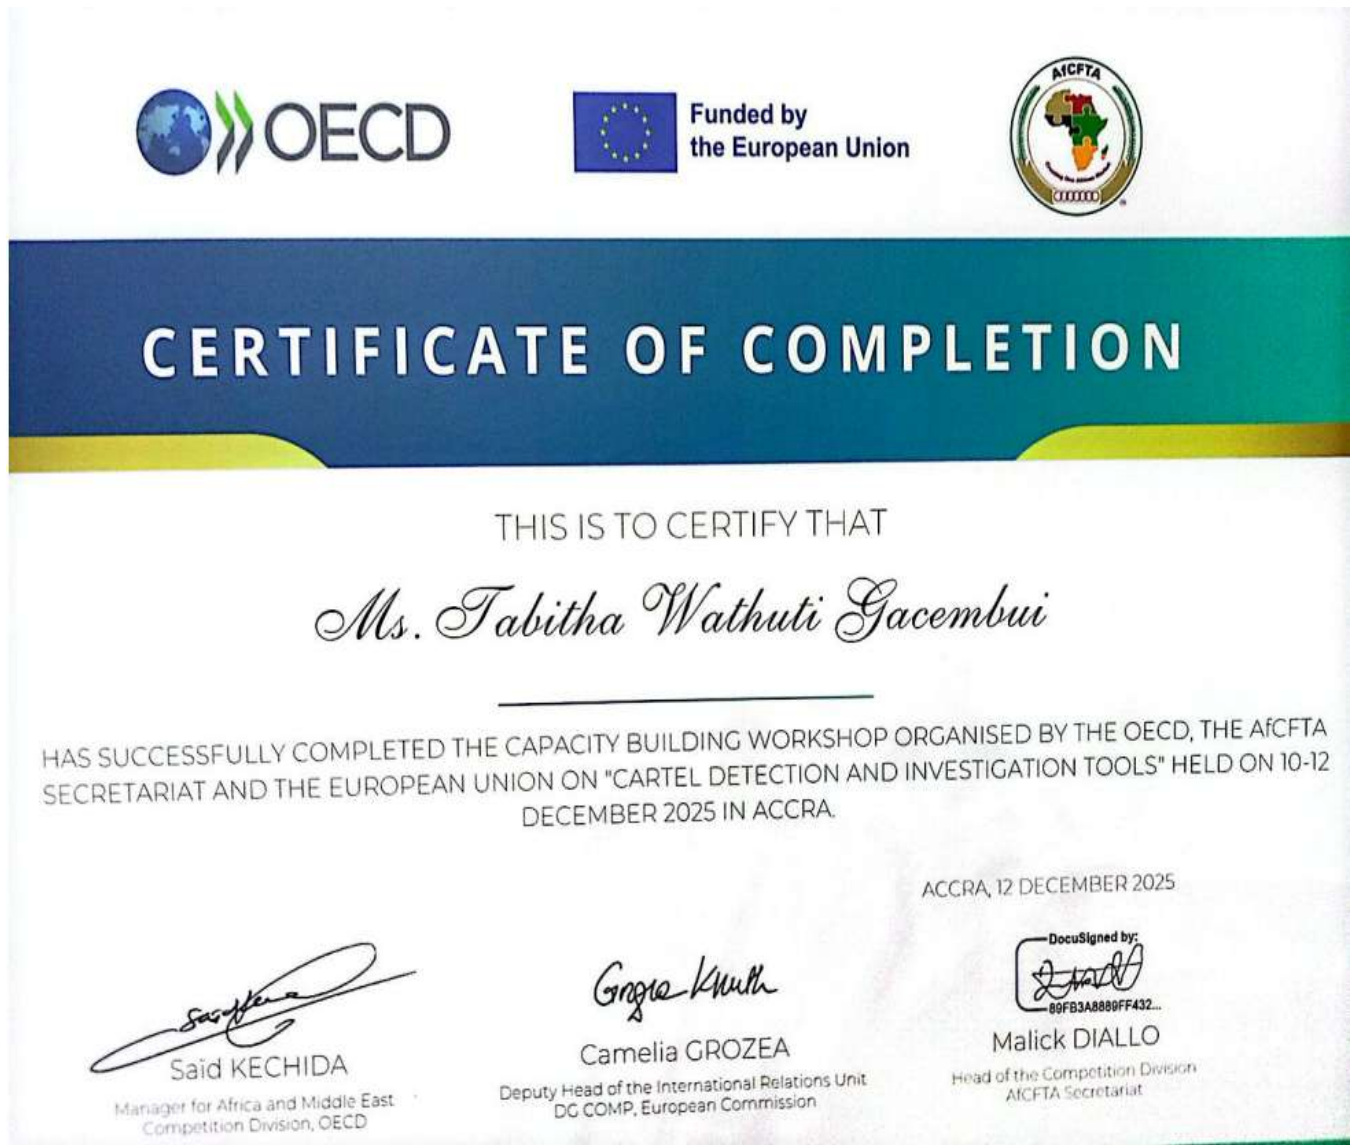 OECD
Funded by
the European Union
AfCFTA
CERTIFICATE OF COMPLETION
THIS IS TO CERTIFY THAT
Ms. Tabitha Wathuti Gacembui
HAS SUCCESSFULLY COMPLETED THE CAPACITY BUILDING WORKSHOP ORGANISED BY THE OECD, THE AfCFTA
SECRETARIAT AND THE EUROPEAN UNION ON "CARTEL DETECTION AND INVESTIGATION TOOLS" HELD ON 10-12
DECEMBER 2025 IN ACCRA.
ACCRA, 12 DECEMBER 2025
DocuSigned by:
89FB3A8889FF432...
Saïd KECHIDA
Manager for Africa and Middle East
Competition Division, OECD
Camelia GROZEA
Deputy Head of the International Relations Unit
DG COMP, European Commission
Malick DIALLO
Head of the Competition Division
AfCFTA Secretariat